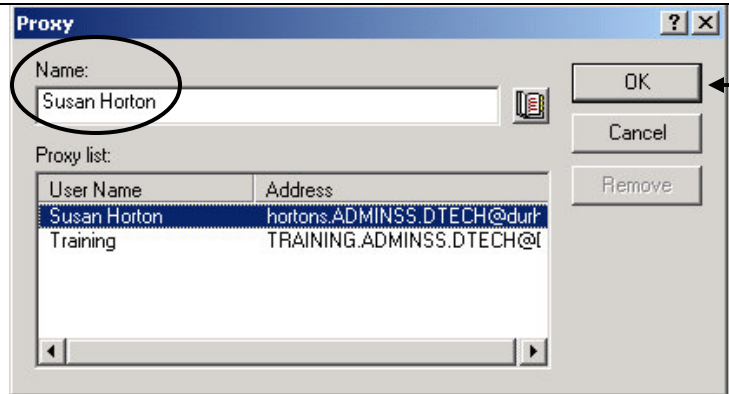 Proxy
Name:
OK
Susan Horton
Cancel
Proxy list:
Remove
User Name Address
Susan Horton hortons.ADMINSS.DTECH@durh
Training TRAINING.ADMINSS.DTECH@